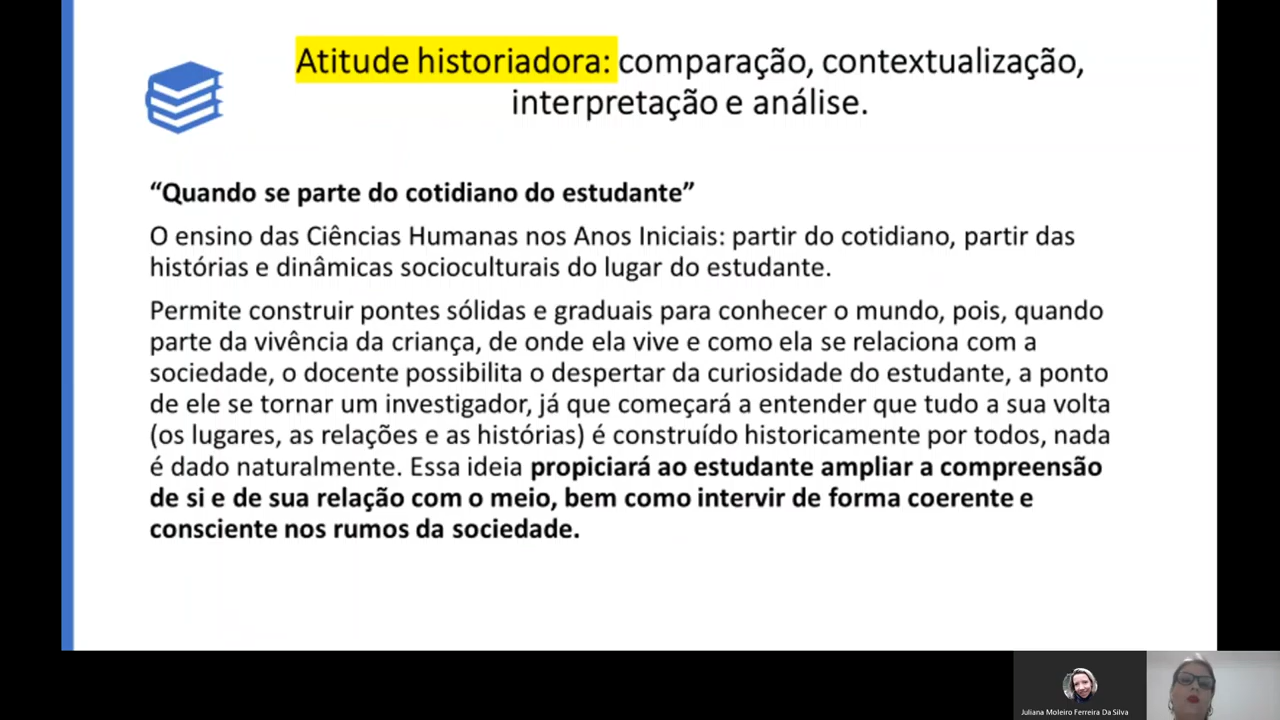 Atitude historiadora: comparação, contextualização,
interpretação e análise.
“Quando se parte do cotidiano do estudante”
O ensino das Ciências Humanas nos Anos Iniciais: partir do cotidiano, partir das
histórias e dinâmicas socioculturais do lugar do estudante.
Permite construir pontes sólidas e graduais para conhecer o mundo, pois, quando
parte da vivência da criança, de onde ela vive e como ela se relaciona com a
sociedade, o docente possibilita o despertar da curiosidade do estudante, a ponto
de ele se tornar um investigador, já que começará a entender que tudo a sua volta
(os lugares, as relações e as histórias) é construído historicamente por todos, nada
é dado naturalmente. Essa ideia propiciará ao estudante ampliar a compreensão
de si e de sua relação com o meio, bem como intervir de forma coerente e
consciente nos rumos da sociedade.
Juliana Moleiro Ferreira Da Silva